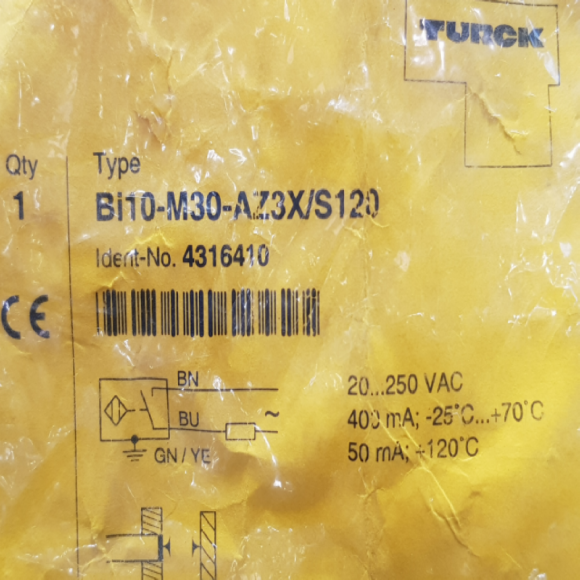 TURCK
Qty Type
1 Bi10-M30-AZ3X/S120
Ident-No. 4316410
CE
BN
BU
~
GN / YE
20...250 VAC
400 mA; -25°C...+70°C
50 mA; +120°C